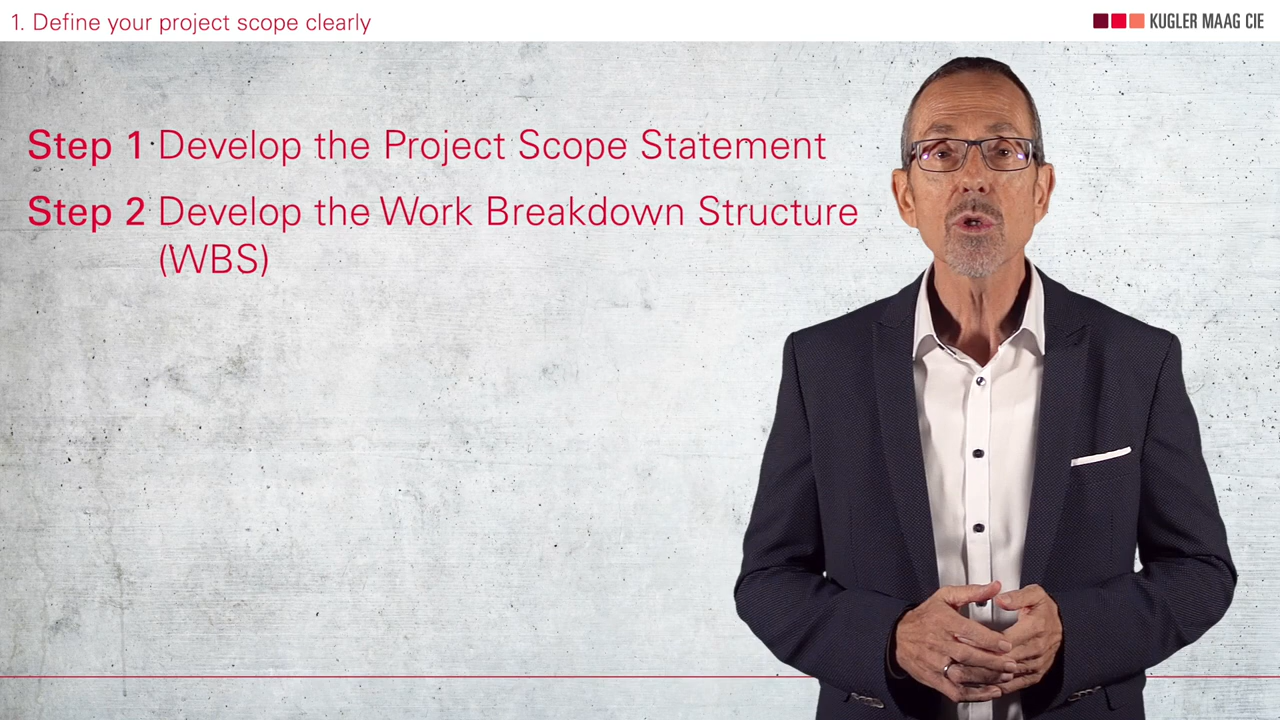 1. Define your project scope clearly
KUGLER MAAG CIE
Step 1 Develop the Project Scope Statement
Step 2 Develop the Work Breakdown Structure
(WBS)